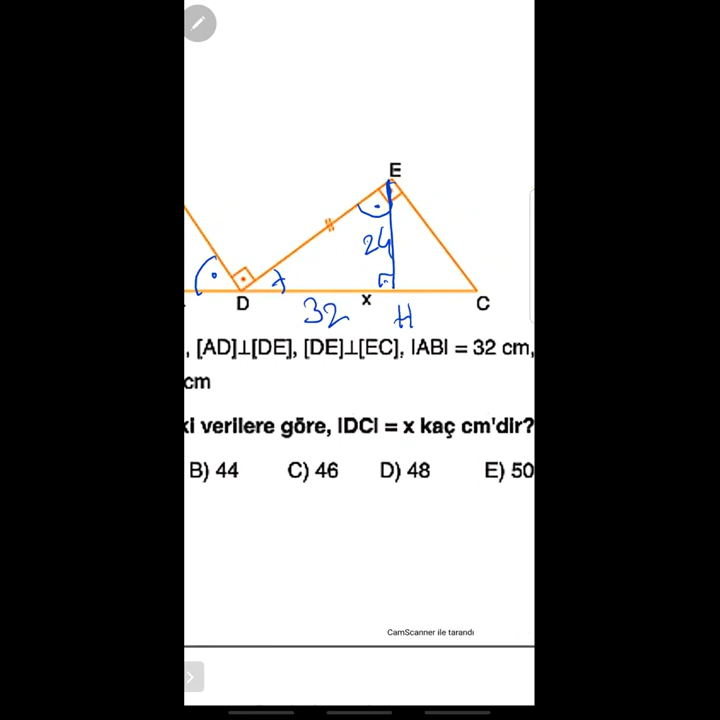 E
24
D
x
C
32
H
, [AD]⊥[DE], [DE]⊥[EC], |AB| = 32 cm,
cm
ki verilere göre, |DC| = x kaç cm'dir?
B) 44 C) 46 D) 48 E) 50
CamScanner ile tarandı